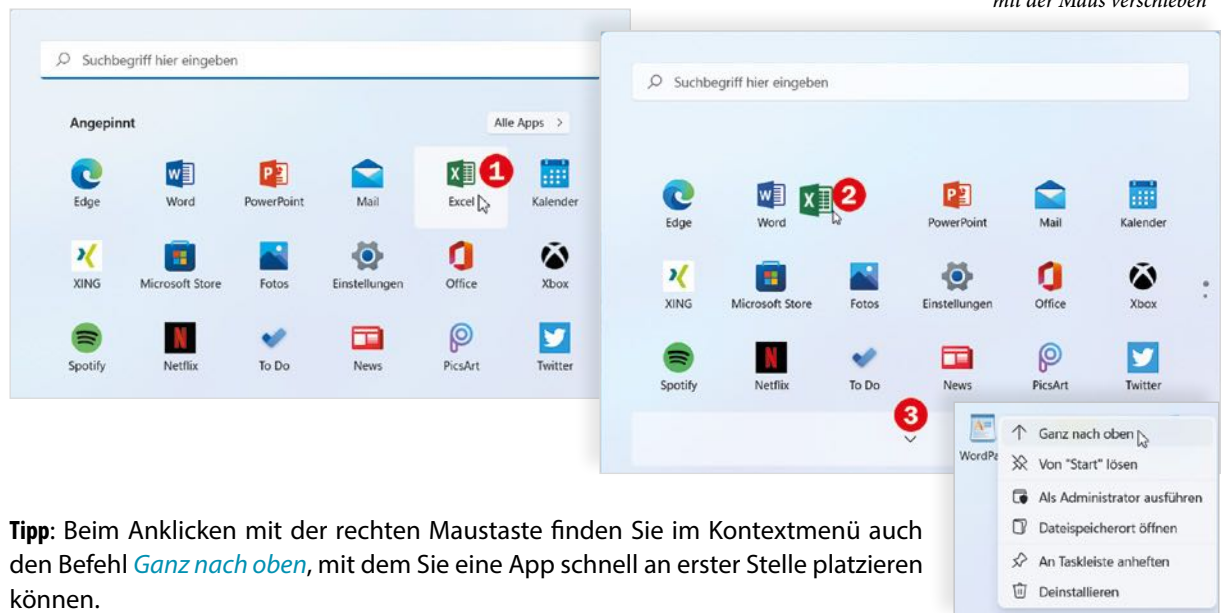 mit der Maus verschieben
Suchbegriff hier eingeben
Angepinnt
Alle Apps >
1
Edge Word PowerPoint Mail Excel Kalender
XING Microsoft Store Fotos Einstellungen Office Xbox
Spotify Netflix To Do News PicsArt Twitter
Suchbegriff hier eingeben
2
Edge Word PowerPoint Mail Kalender
XING Microsoft Store Fotos Einstellungen Office Xbox
Spotify Netflix To Do News PicsArt Twitter
3
WordPa
Ganz nach oben
Von "Start" lösen
Als Administrator ausführen
Dateispeicherort öffnen
An Taskleiste anheften
Deinstallieren
Tipp: Beim Anklicken mit der rechten Maustaste finden Sie im Kontextmenü auch
den Befehl Ganz nach oben, mit dem Sie eine App schnell an erster Stelle platzieren
können.